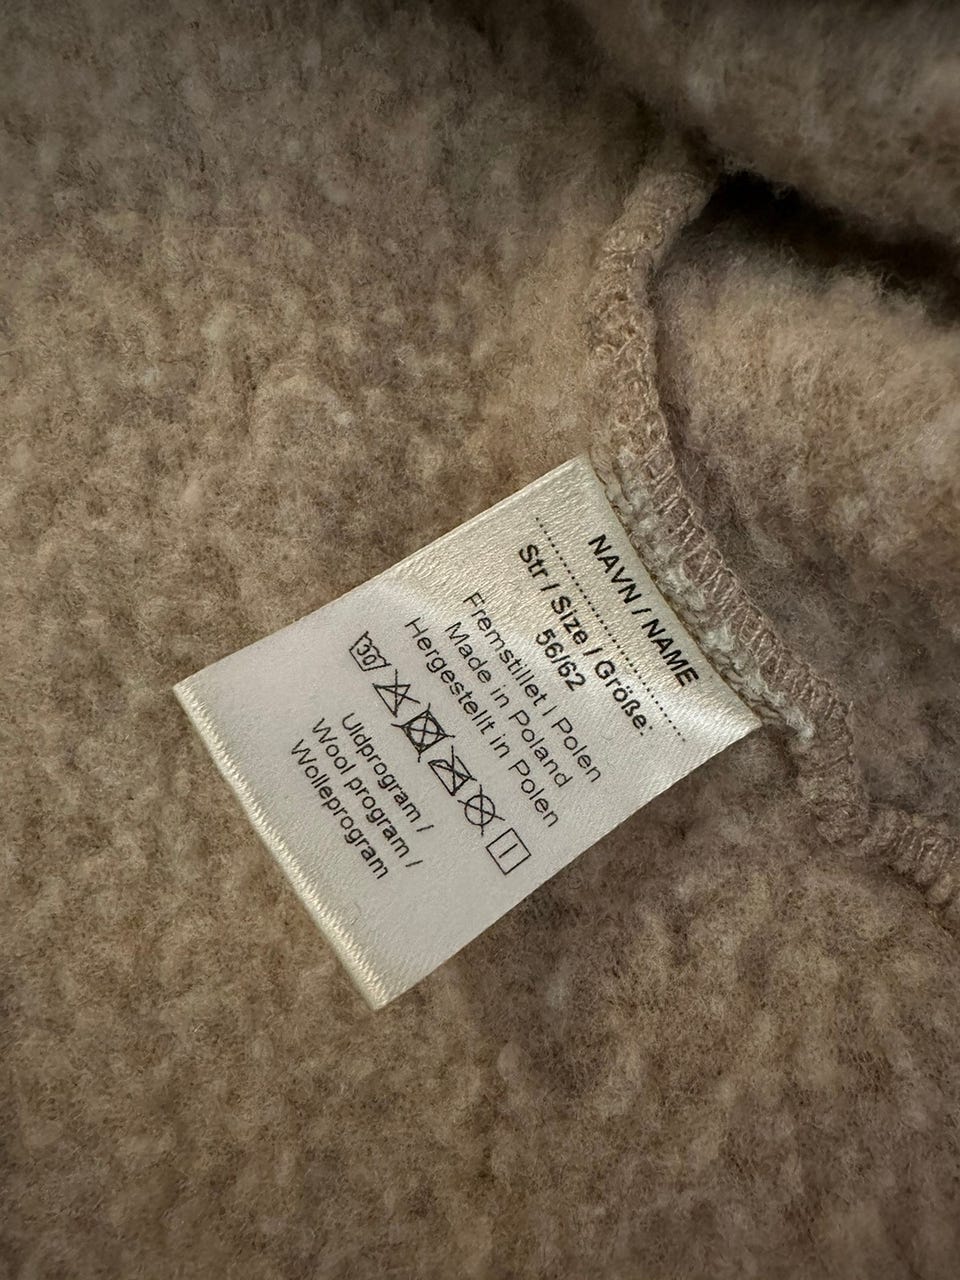 NAVN / NAME
Str / Size / Größe:
56/62
Fremstillet i Polen
Made in Poland
Hergestellt in Polen
30
Uldprogram /
Wool program /
Wolleprogram